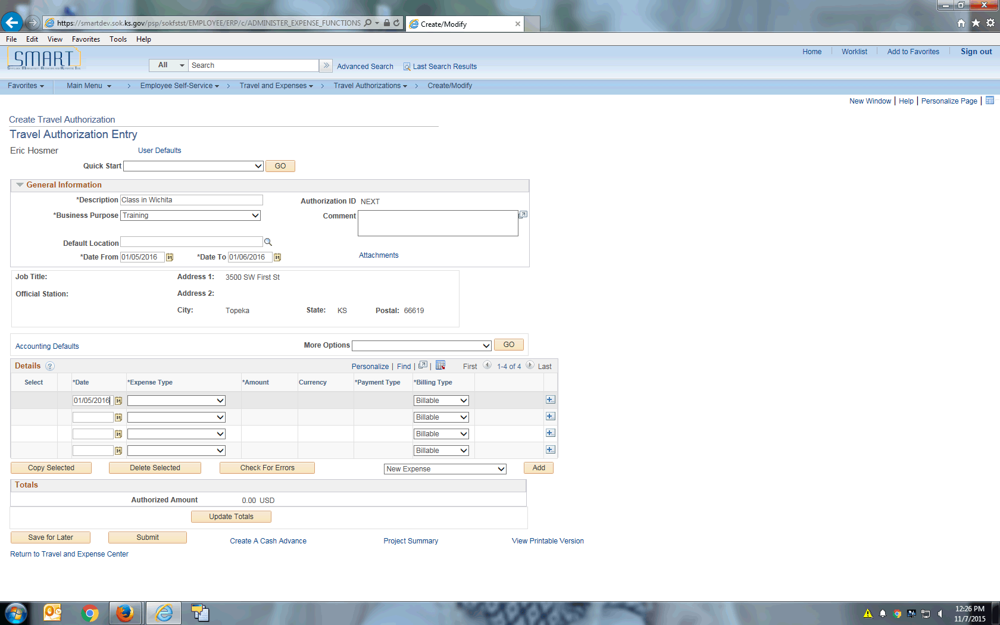 https://smartdev.sok.ks.gov/psp/sokfstst/EMPLOYEE/ERP/c/ADMINISTER_EXPENSE_FUNCTIONS
Create/Modify
File Edit View Favorites Tools Help
SMART
All Search Advanced Search Last Search Results
Home Worklist Add to Favorites Sign out
Favorites Main Menu > Employee Self-Service > Travel and Expenses > Travel Authorizations > Create/Modify
New Window | Help | Personalize Page |
Create Travel Authorization
Travel Authorization Entry
Eric Hosmer User Defaults
Quick Start GO
General Information
*Description Class in Wichita Authorization ID NEXT
*Business Purpose Training Comment
Default Location
*Date From 01/05/2016 *Date To 01/06/2016 Attachments
Job Title: Address 1: 3500 SW First St
Official Station: Address 2:
City: Topeka State: KS Postal: 66619
Accounting Defaults More Options GO
Details ? Personalize | Find | | First 1-4 of 4 Last
Select *Date *Expense Type *Amount Currency *Payment Type *Billing Type
01/05/2016 31 Billable
31 Billable
31 Billable
31 Billable
Copy Selected Delete Selected Check For Errors New Expense Add
Totals
Authorized Amount 0.00 USD
Update Totals
Save for Later Submit Create A Cash Advance Project Summary View Printable Version
Return to Travel and Expense Center
12:26 PM
11/7/2015